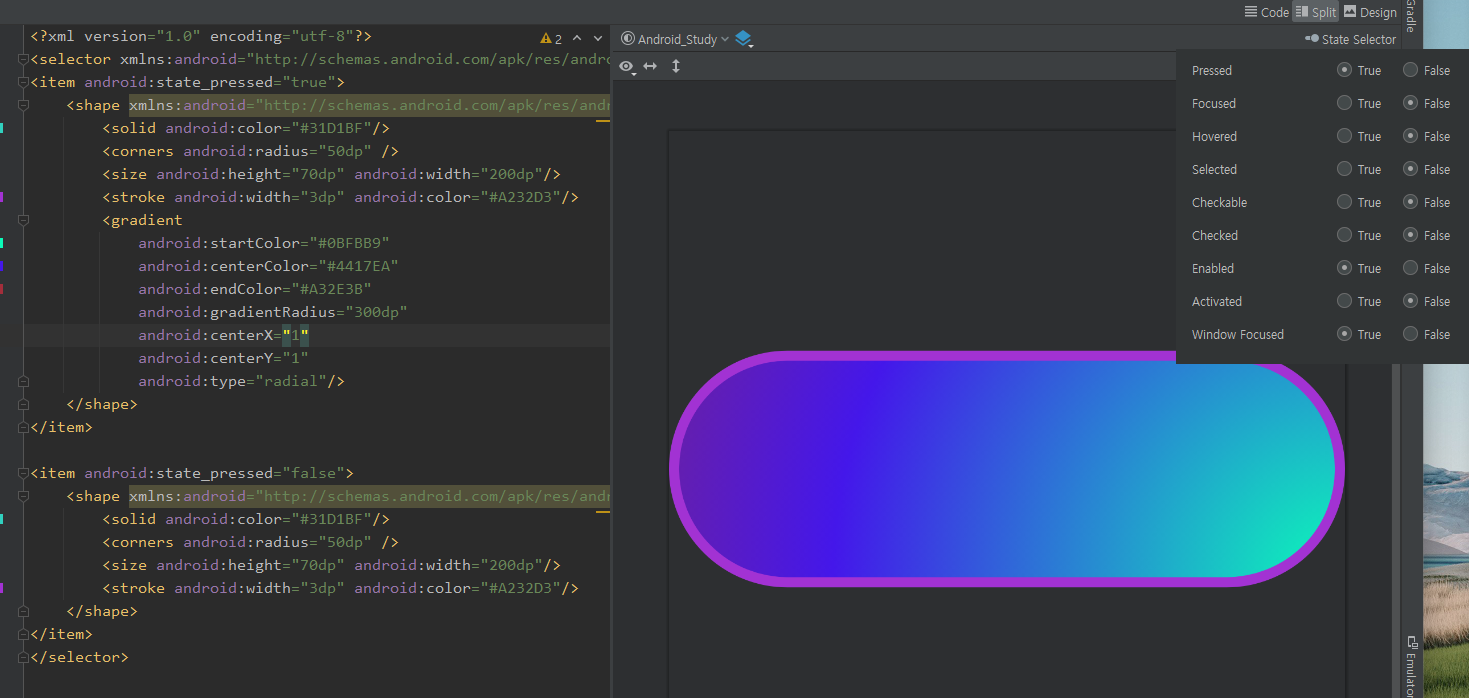 Code Split Design
Gradle
<?xml version="1.0" encoding="utf-8"?>
2
<selector xmlns:android="http://schemas.android.com/apk/res/andro
<item android:state_pressed="true">
<shape xmlns:android="http://schemas.android.com/apk/res/andr
<solid android:color="#31D1BF"/>
<corners android:radius="50dp" />
<size android:height="70dp" android:width="200dp"/>
<stroke android:width="3dp" android:color="#A232D3"/>
<gradient
android:startColor="#0BFBB9"
android:centerColor="#4417EA"
android:endColor="#A32E3B"
android:gradientRadius="300dp"
android:centerX="1"
android:centerY="1"
android:type="radial"/>
</shape>
</item>
<item android:state_pressed="false">
<shape xmlns:android="http://schemas.android.com/apk/res/andr
<solid android:color="#31D1BF"/>
<corners android:radius="50dp" />
<size android:height="70dp" android:width="200dp"/>
<stroke android:width="3dp" android:color="#A232D3"/>
</shape>
</item>
</selector>
Android_Study
State Selector
Pressed True False
Focused True False
Hovered True False
Selected True False
Checkable True False
Checked True False
Enabled True False
Activated True False
Window Focused True False
Emulator